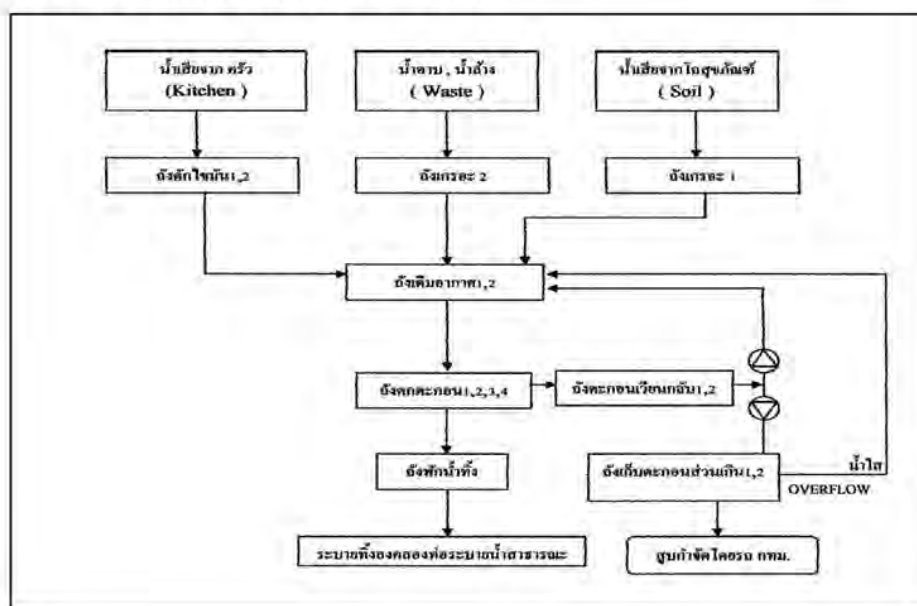 น้ำเสียจาก ครัว
(Kitchen)
น้ำอาบ , น้ำล้าง
( Waste )
น้ำเสียจากโถสุขภัณฑ์
( Soil )
ถังดักไขมัน1,2
ถังเกรอะ 2
ถังเกรอะ 1
ถังเติมอากาศ1,2
ถังตกตะกอน1,2,3,4
ถังตะกอนเวียนกลับ1,2
ถังพักน้ำทิ้ง
ถังเก็บตะกอนส่วนเกิน1,2
น้ำใส
OVERFLOW
ระบายทิ้งลงคลองท่อระบายน้ำสาธารณะ
สูบกำจัดโดยรถ กทม.